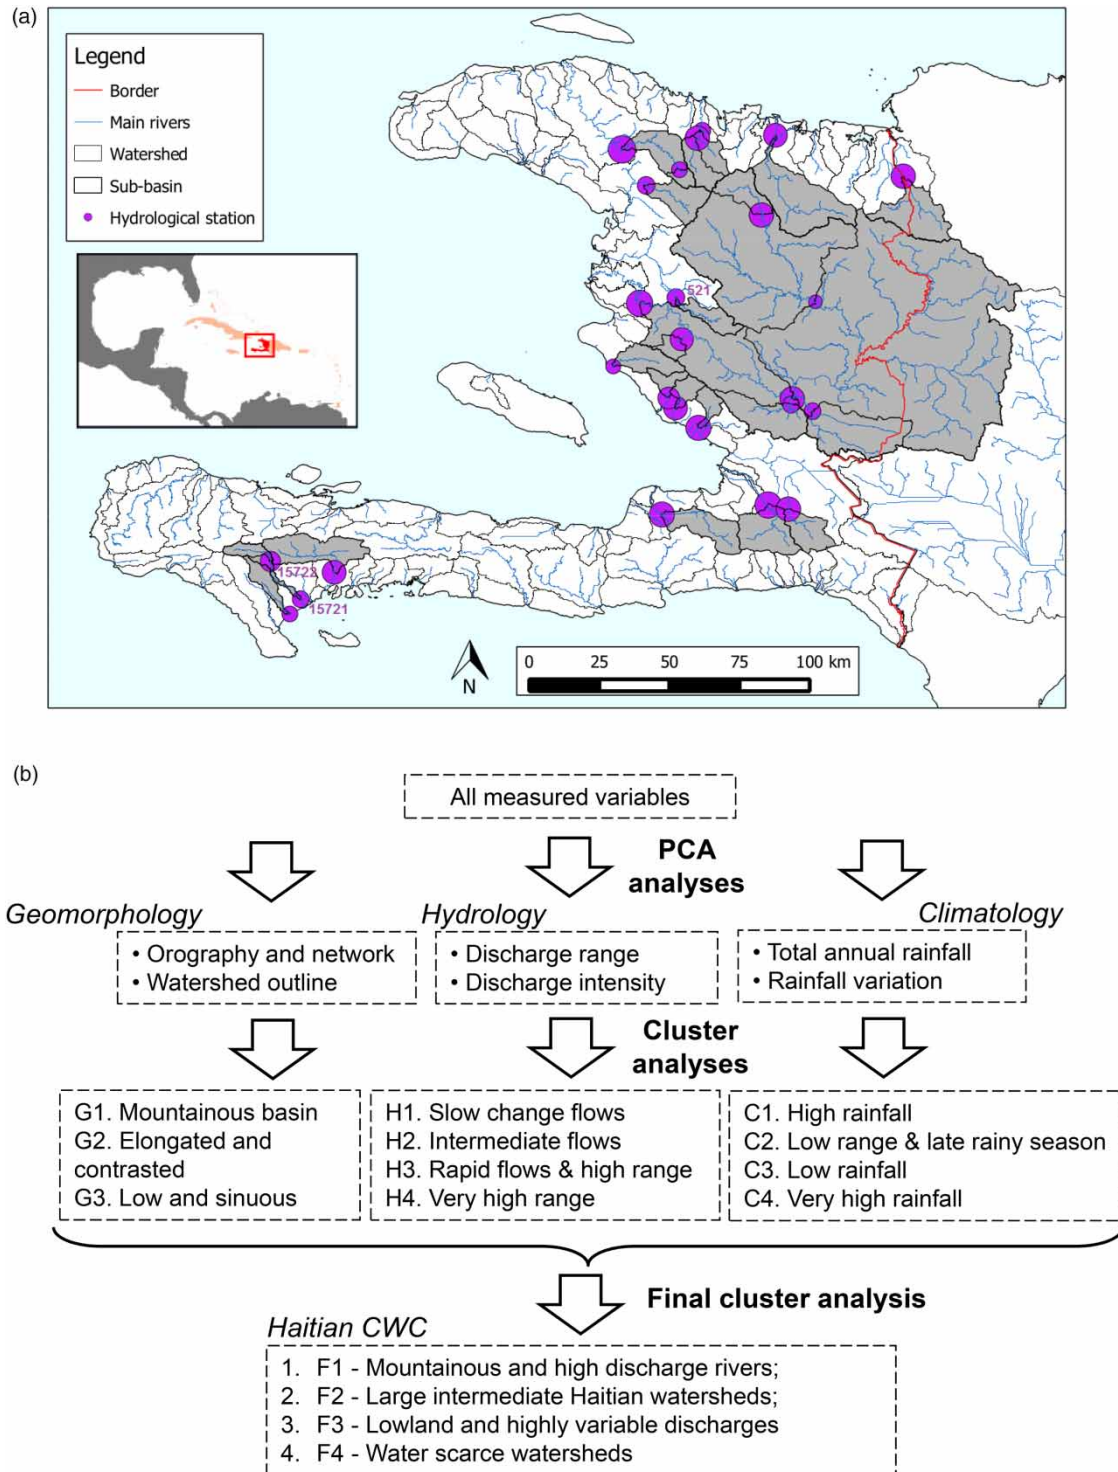 (a)
Legend
Border
Main rivers
Watershed
Sub-basin
Hydrological station
521
15722
15721
N
0 25 50 75 100 km
(b)
All measured variables
PCA
analyses
Geomorphology
Hydrology
Climatology
• Orography and network
• Watershed outline
• Discharge range
• Discharge intensity
• Total annual rainfall
• Rainfall variation
Cluster
analyses
G1. Mountainous basin
G2. Elongated and
contrasted
G3. Low and sinuous
H1. Slow change flows
H2. Intermediate flows
H3. Rapid flows & high range
H4. Very high range
C1. High rainfall
C2. Low range & late rainy season
C3. Low rainfall
C4. Very high rainfall
Final cluster analysis
Haitian CWC
1. F1 - Mountainous and high discharge rivers;
2. F2 - Large intermediate Haitian watersheds;
3. F3 - Lowland and highly variable discharges
4. F4 - Water scarce watersheds